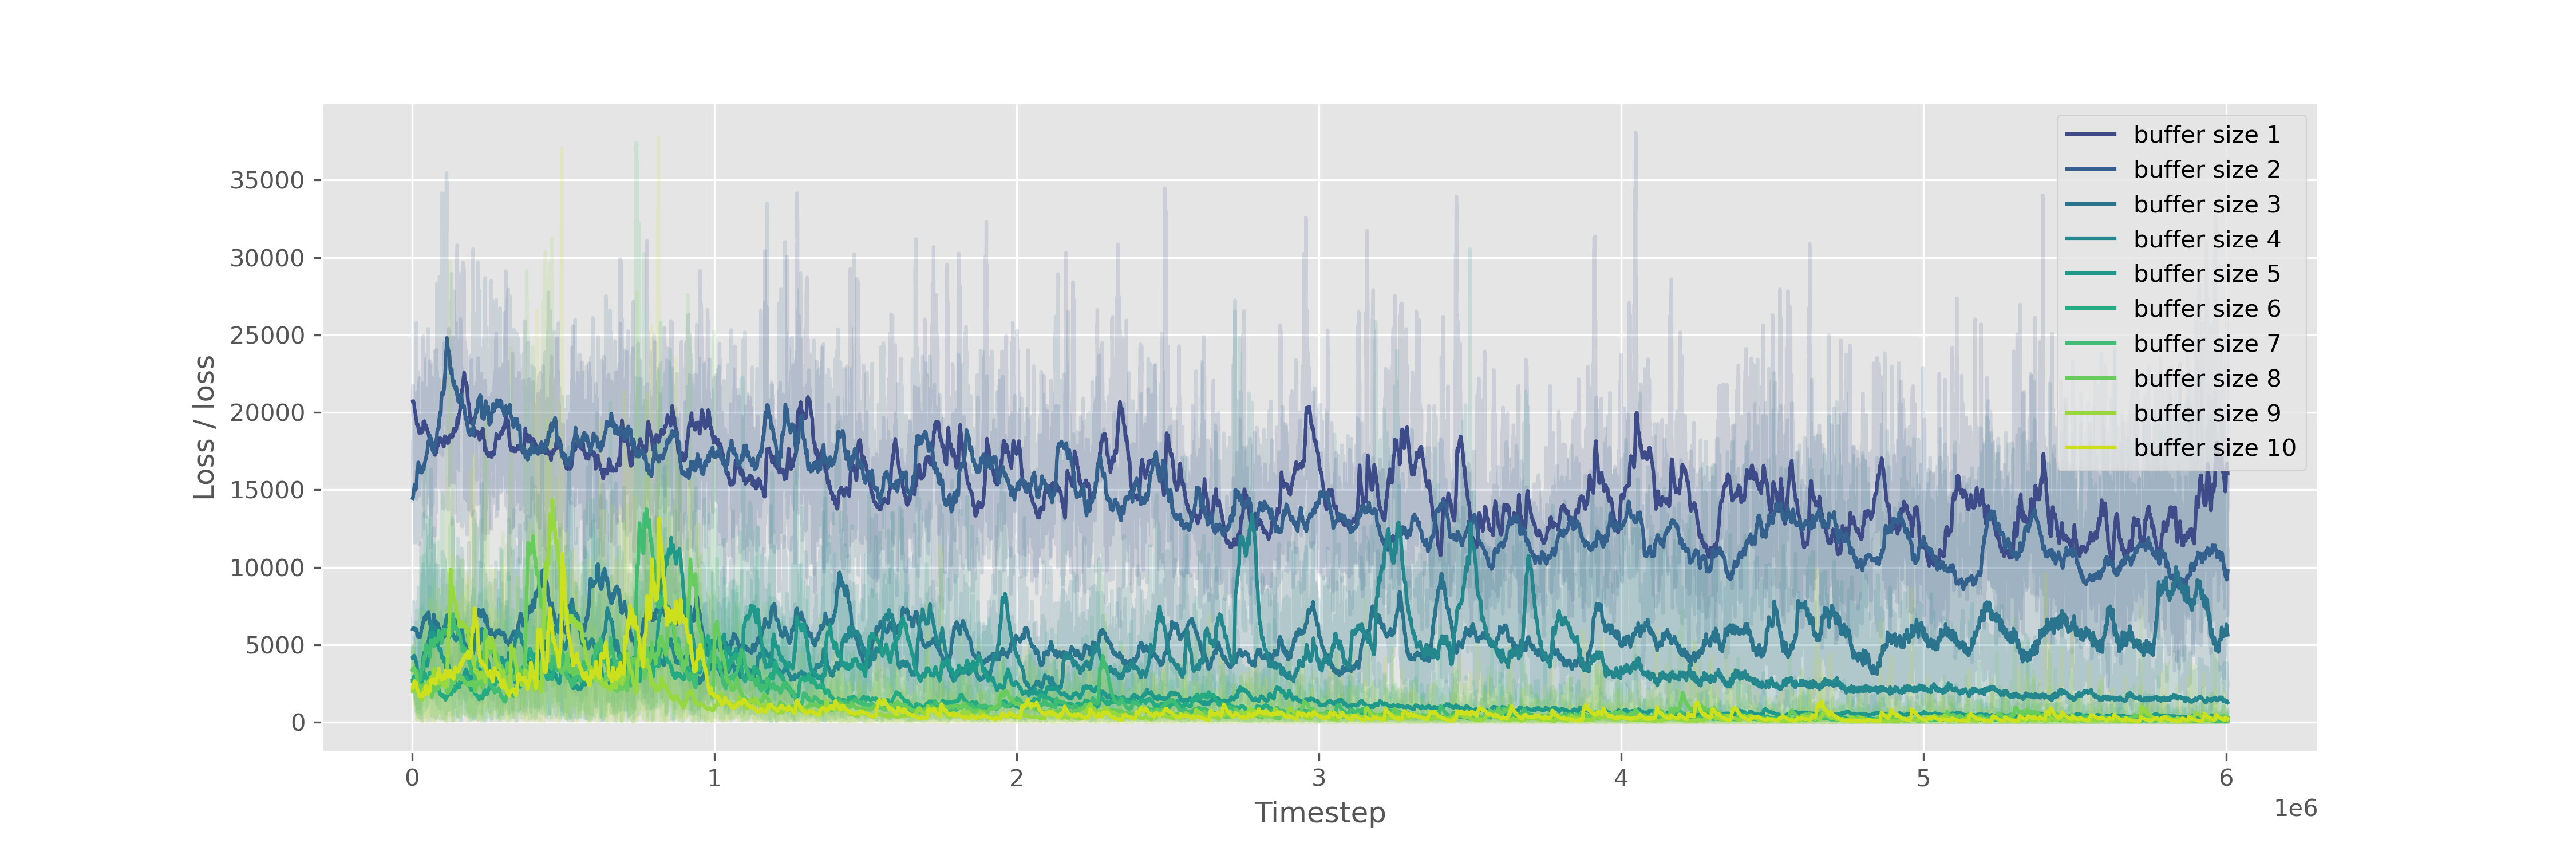 35000
30000
25000
20000
15000
10000
5000
0
Loss / loss
buffer size 1
buffer size 2
buffer size 3
buffer size 4
buffer size 5
buffer size 6
buffer size 7
buffer size 8
buffer size 9
buffer size 10
0 1 2 3 4 5 6
1e6
Timestep